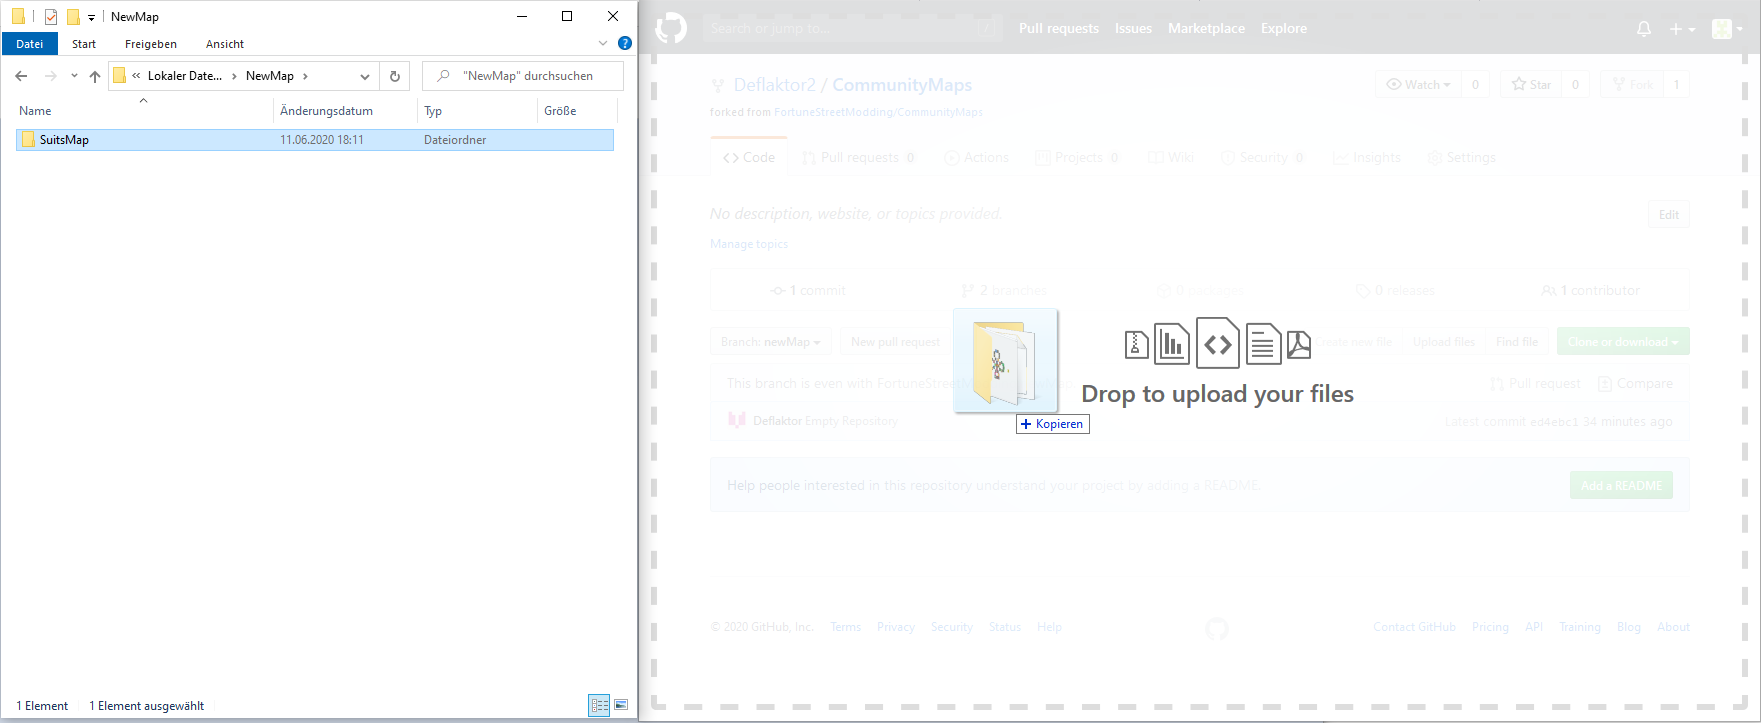 NewMap
Datei Start Freigeben Ansicht
« Lokaler Date... > NewMap > "NewMap" durchsuchen
Name Änderungsdatum Typ Größe
SuitsMap 11.06.2020 18:11 Dateiordner
1 Element 1 Element ausgewählt
Search or jump to... / Pull requests Issues Marketplace Explore
Deflaktor2 / CommunityMaps Watch 0 Star 0 Fork 1
forked from FortuneStreetModding/CommunityMaps
Code Pull requests 0 Actions Projects 0 Wiki Security 0 Insights Settings
No description, website, or topics provided. Edit
Manage topics
1 commit 2 branches 0 packages 0 releases 1 contributor
Branch: newMap New pull request Create new file Upload files Find file Clone or download
This branch is even with Pull request Compare
Drop to upload your files
Deflaktor Empty Repository Latest commit ed4ebc1 34 minutes ago
+ Kopieren
Help people interested in this repository understand your project by adding a README. Add a README
© 2020 GitHub, Inc. Terms Privacy Security Status Help Contact GitHub Pricing API Training Blog About